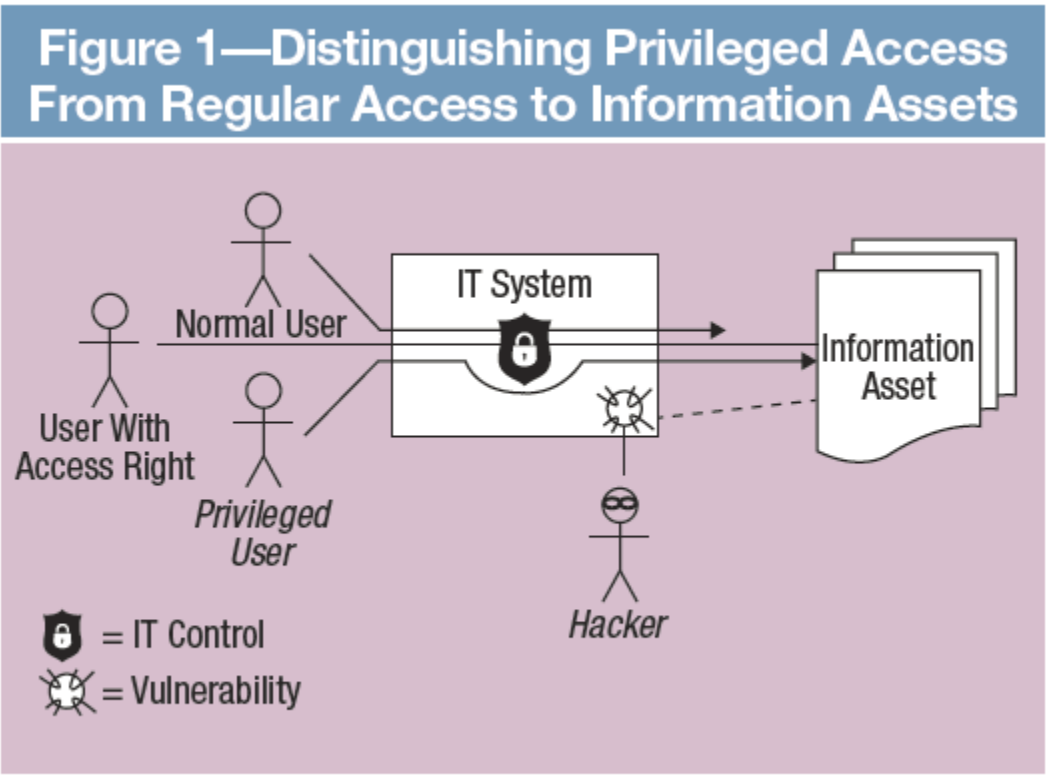 Figure 1—Distinguishing Privileged Access
From Regular Access to Information Assets
IT System
Normal User
Information
Asset
User With
Access Right
Privileged
User
Hacker
= IT Control
= Vulnerability